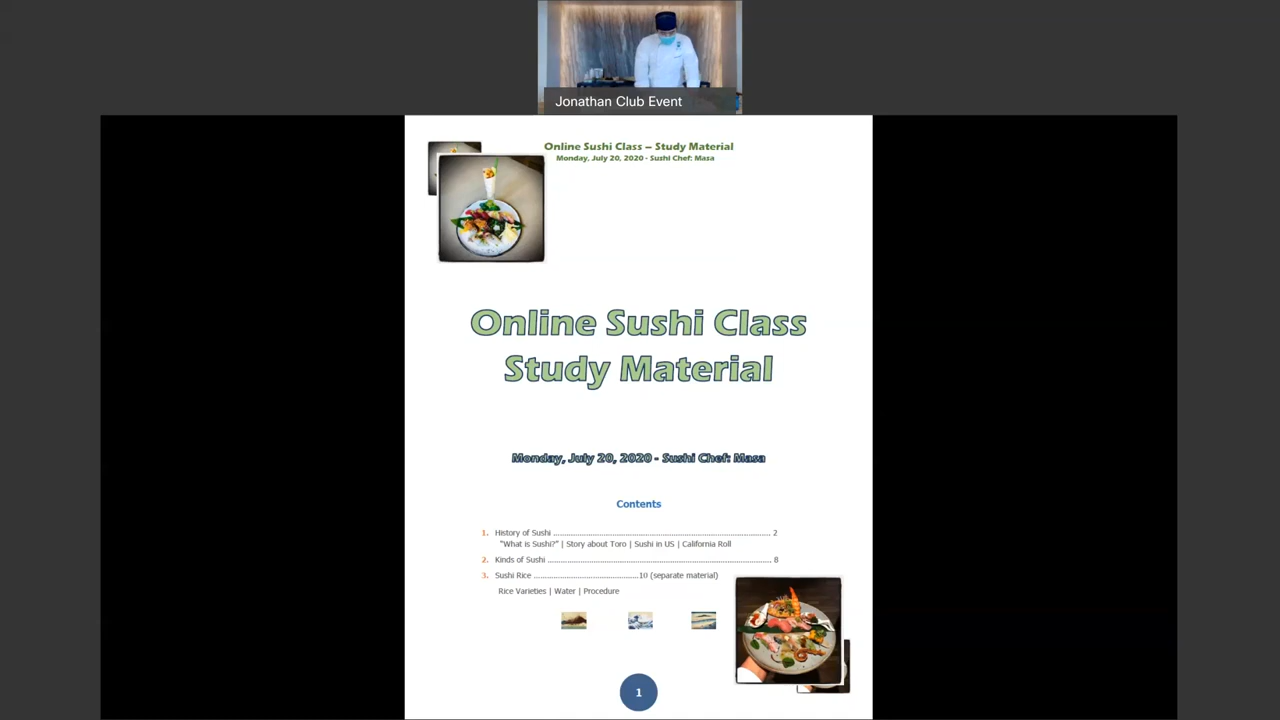 Jonathan Club Event
Online Sushi Class – Study Material
Monday, July 20, 2020 - Sushi Chef: Masa
Online Sushi Class
Study Material
Monday, July 20, 2020 - Sushi Chef: Masa
Contents
1. History of Sushi ........................................................................................ 2
"What is Sushi?" | Story about Toro | Sushi in US | California Roll
2. Kinds of Sushi .......................................................................................... 8
3. Sushi Rice ..........................................10 (separate material)
Rice Varieties | Water | Procedure
1